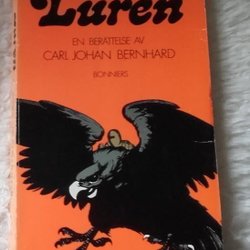 Luren
EN BERÄTTELSE AV
CARL JOHAN BERNHARD
BONNIERS